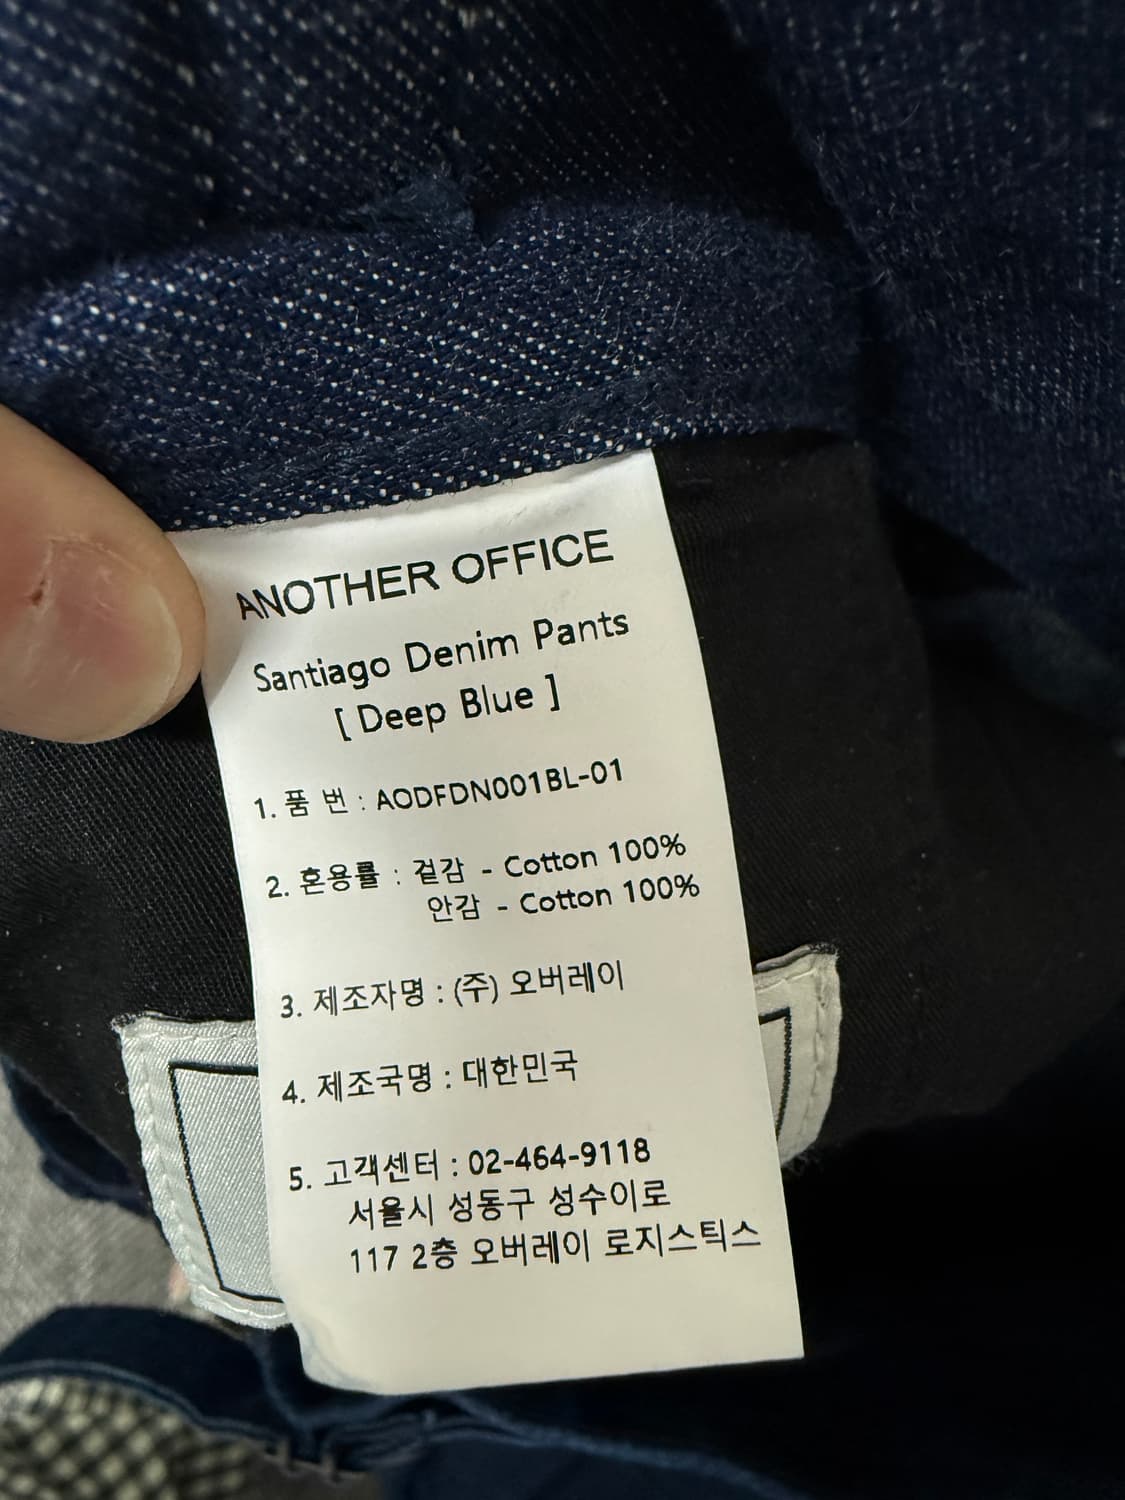 ANOTHER OFFICE
Santiago Denim Pants
[ Deep Blue ]
1. 품 번 : AODFDN001BL-01
2. 혼용률 : 겉감 - Cotton 100%
안감 - Cotton 100%
3. 제조자명 : (주) 오버레이
4. 제조국명 : 대한민국
5. 고객센터 : 02-464-9118
서울시 성동구 성수이로
117 2층 오버레이 로지스틱스